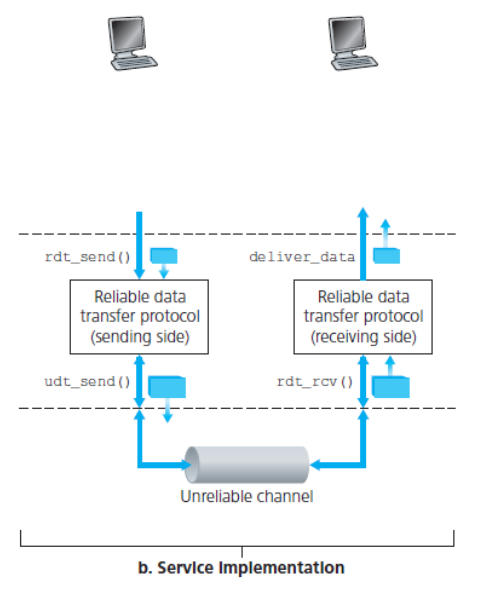 rdt_send()
deliver_data
Reliable data
transfer protocol
(sending side)
Reliable data
transfer protocol
(receiving side)
udt_send()
rdt_rcv()
Unreliable channel
b. Service implementation